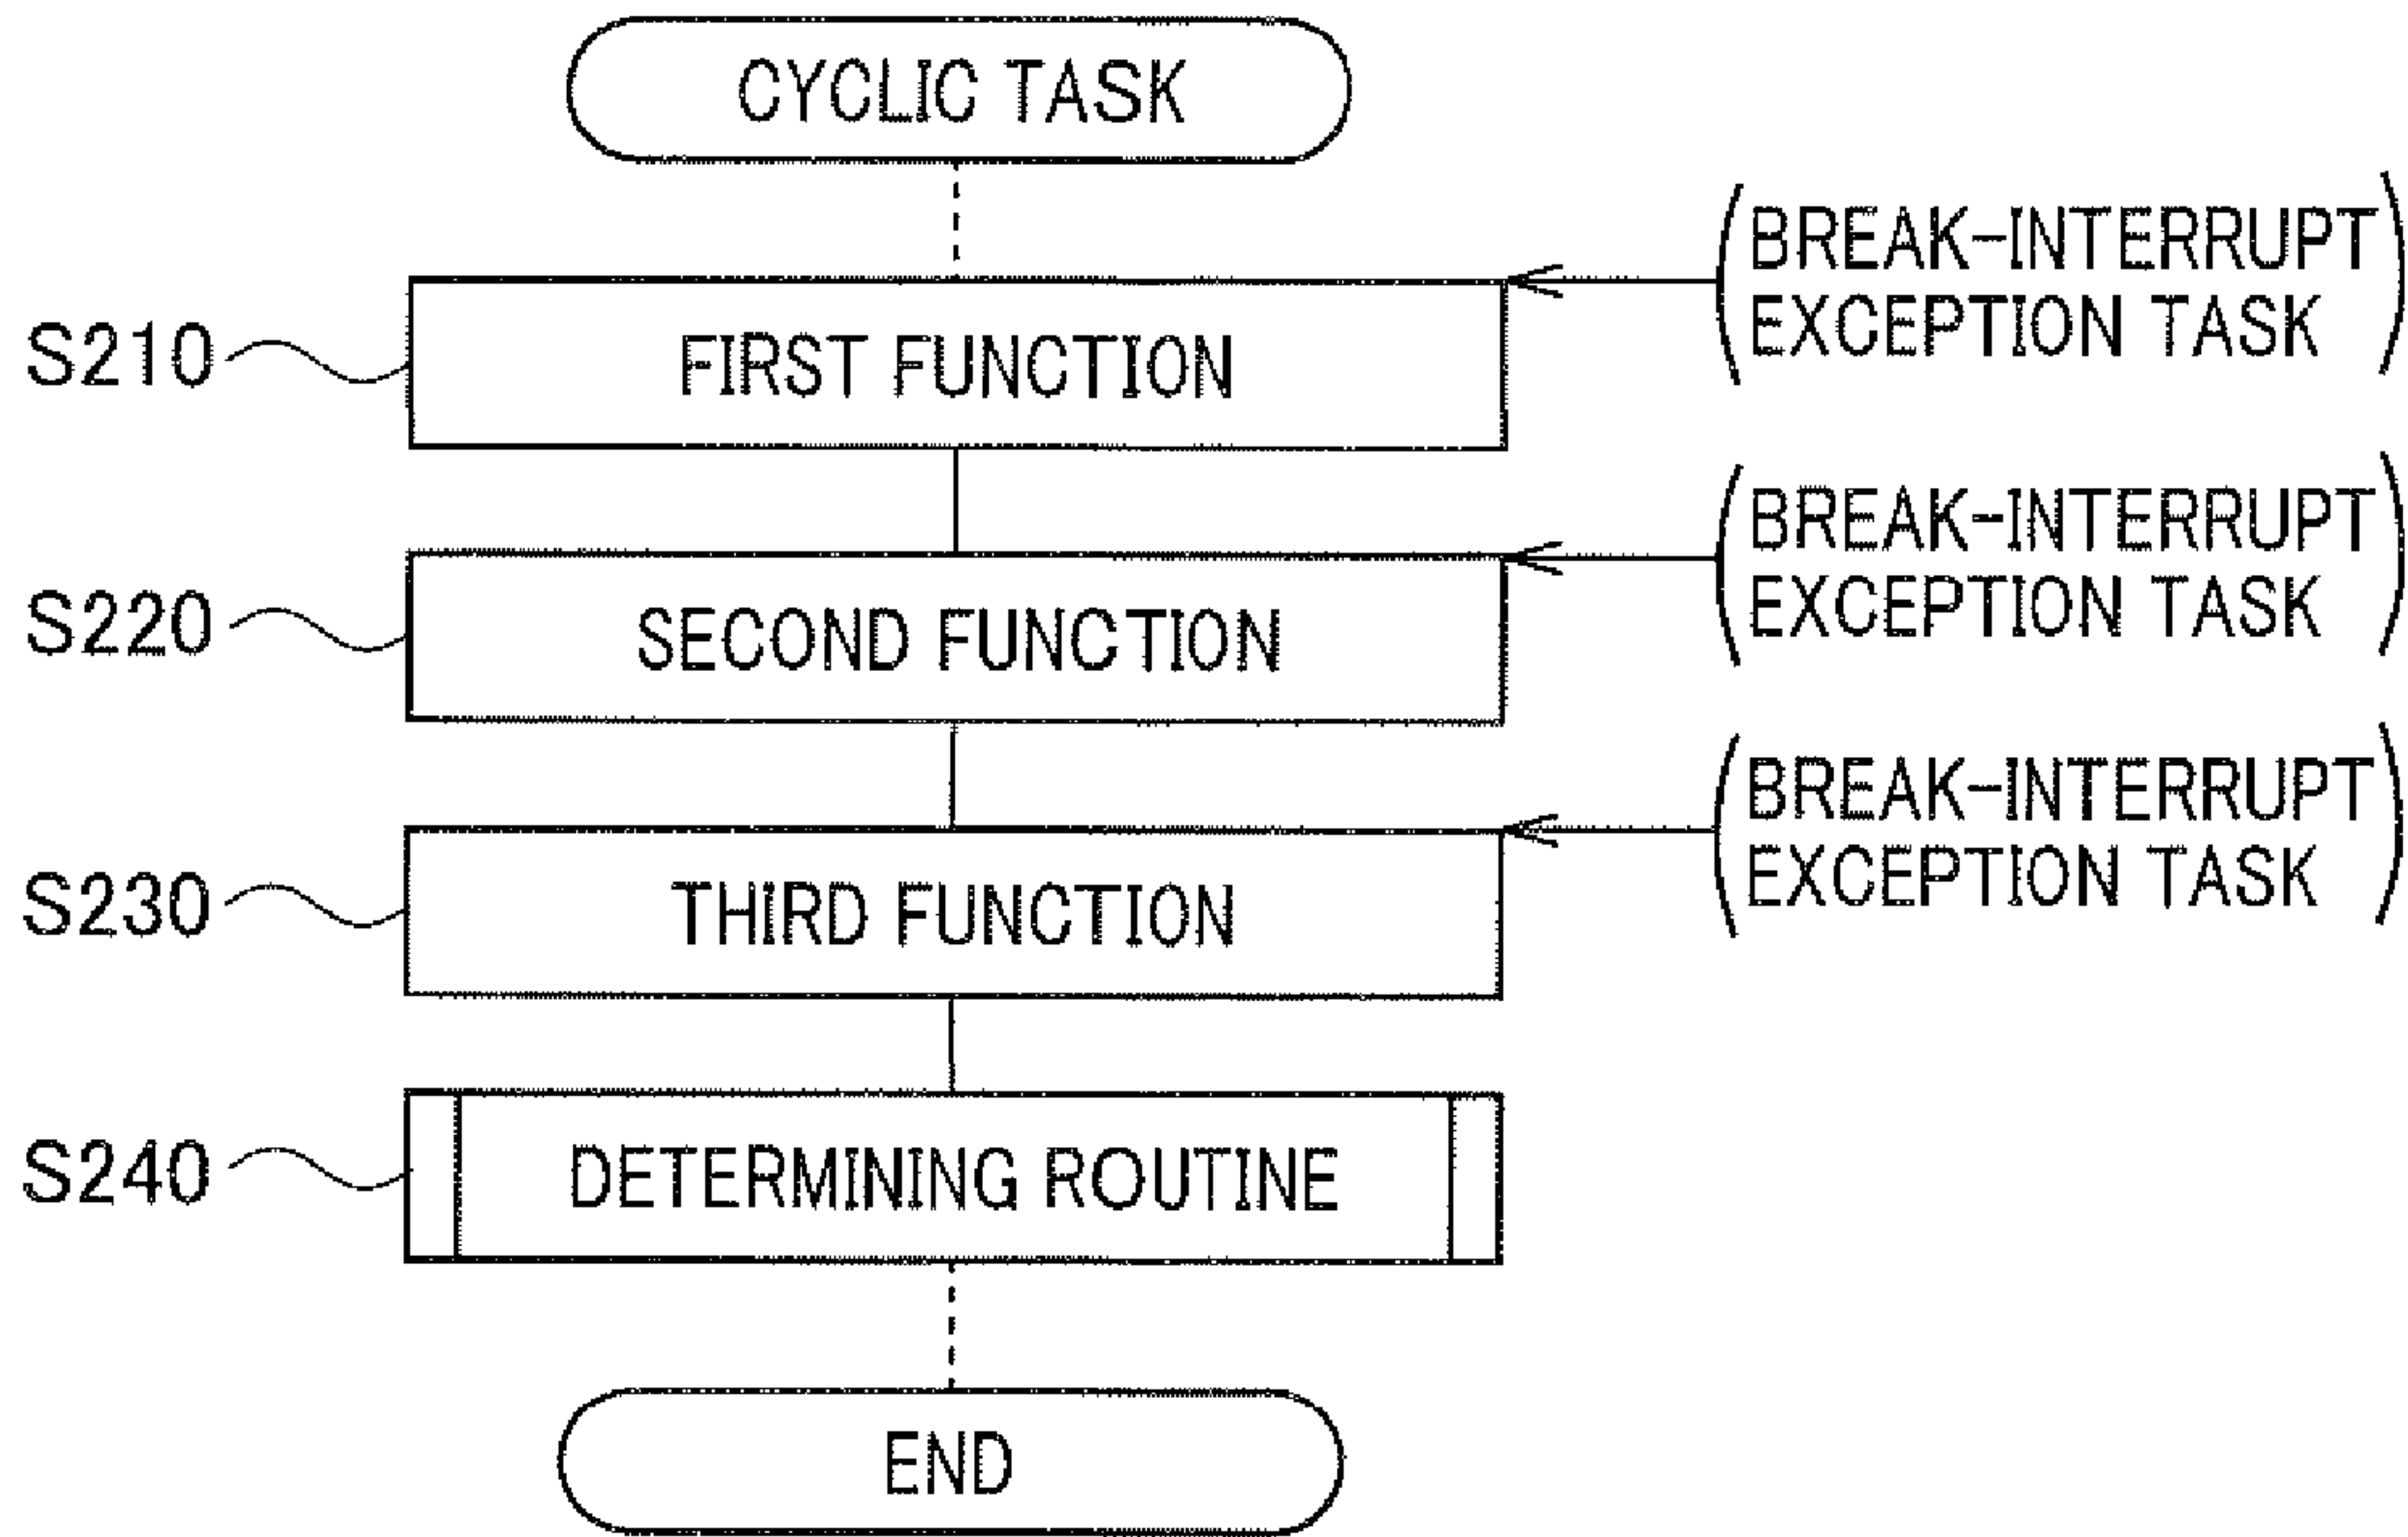 CYCLIC TASK
BREAK-INTERRUPT
EXCEPTION TASK
S210
FIRST FUNCTION
BREAK-INTERRUPT
EXCEPTION TASK
S220
SECOND FUNCTION
BREAK-INTERRUPT
EXCEPTION TASK
S230
THIRD FUNCTION
S240
DETERMINING ROUTINE
END